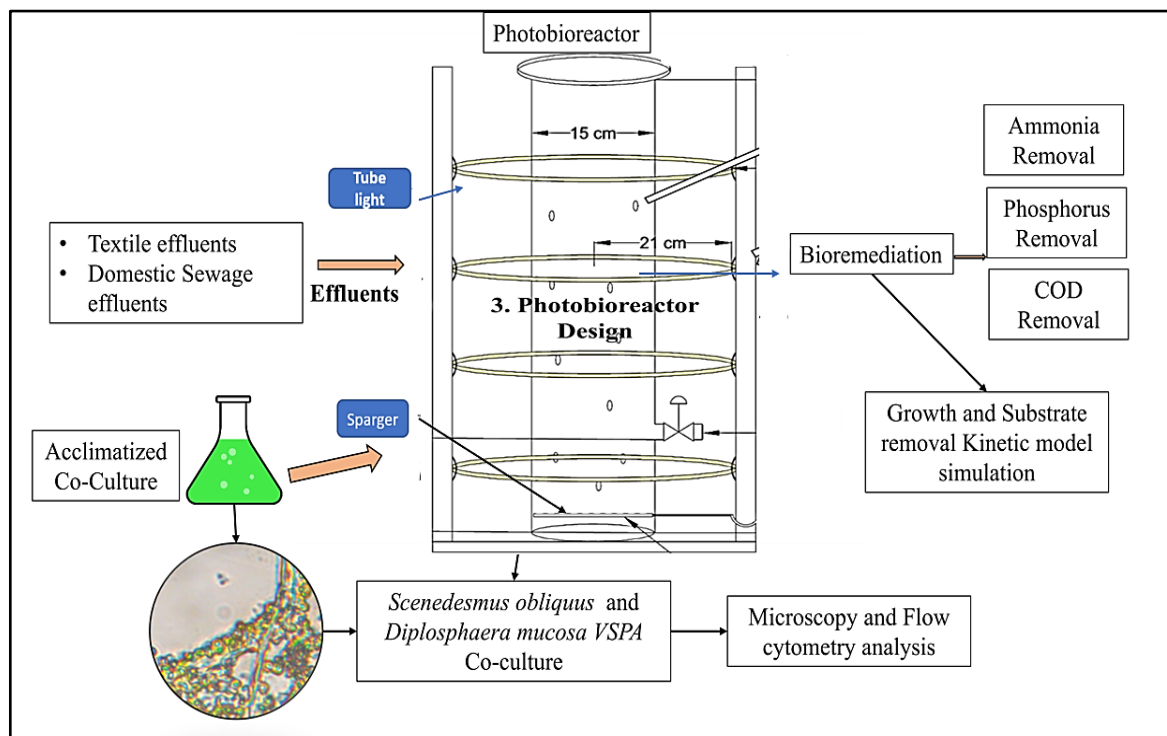 Photobioreactor
15 cm
Tube
light
21 cm
• Textile effluents
• Domestic Sewage
effluents
Effluents
3. Photobioreactor
Design
Bioremediation
Ammonia
Removal
Phosphorus
Removal
COD
Removal
Growth and Substrate
removal Kinetic model
simulation
Acclimatized
Co-Culture
Sparger
Scenedesmus obliquus and
Diplosphaera mucosa VSPA
Co-culture
Microscopy and Flow
cytometry analysis